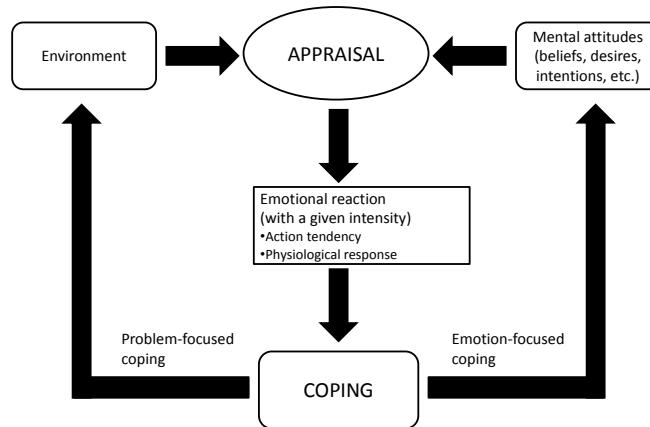 Environment
APPRAISAL
Mental attitudes
(beliefs, desires,
intentions, etc.)
Emotional reaction
(with a given intensity)
•Action tendency
•Physiological response
Problem-focused
coping
Emotion-focused
coping
COPING